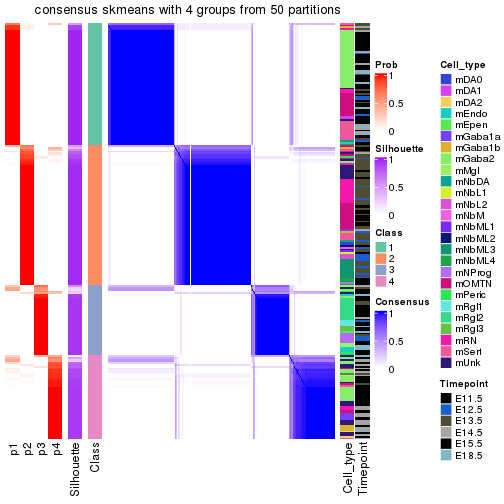 consensus skmeans with 4 groups from 50 partitions
Prob
1
0.5
0
Silhouette
1
0.5
0
Class
1
2
3
4
Consensus
1
0.5
0
Cell_type
mDA0
mDA1
mDA2
mEndo
mEpen
mGaba1a
mGaba1b
mGaba2
mMgl
mNbDA
mNbL1
mNbL2
mNbM
mNbML1
mNbML2
mNbML3
mNbML4
mNProg
mOMTN
mPeric
mRgl1
mRgl2
mRgl3
mRN
mSert
mUnk
Timepoint
E11.5
E12.5
E13.5
E14.5
E15.5
E18.5
p1
p2
p3
p4
Silhouette
Class
Cell_type
Timepoint